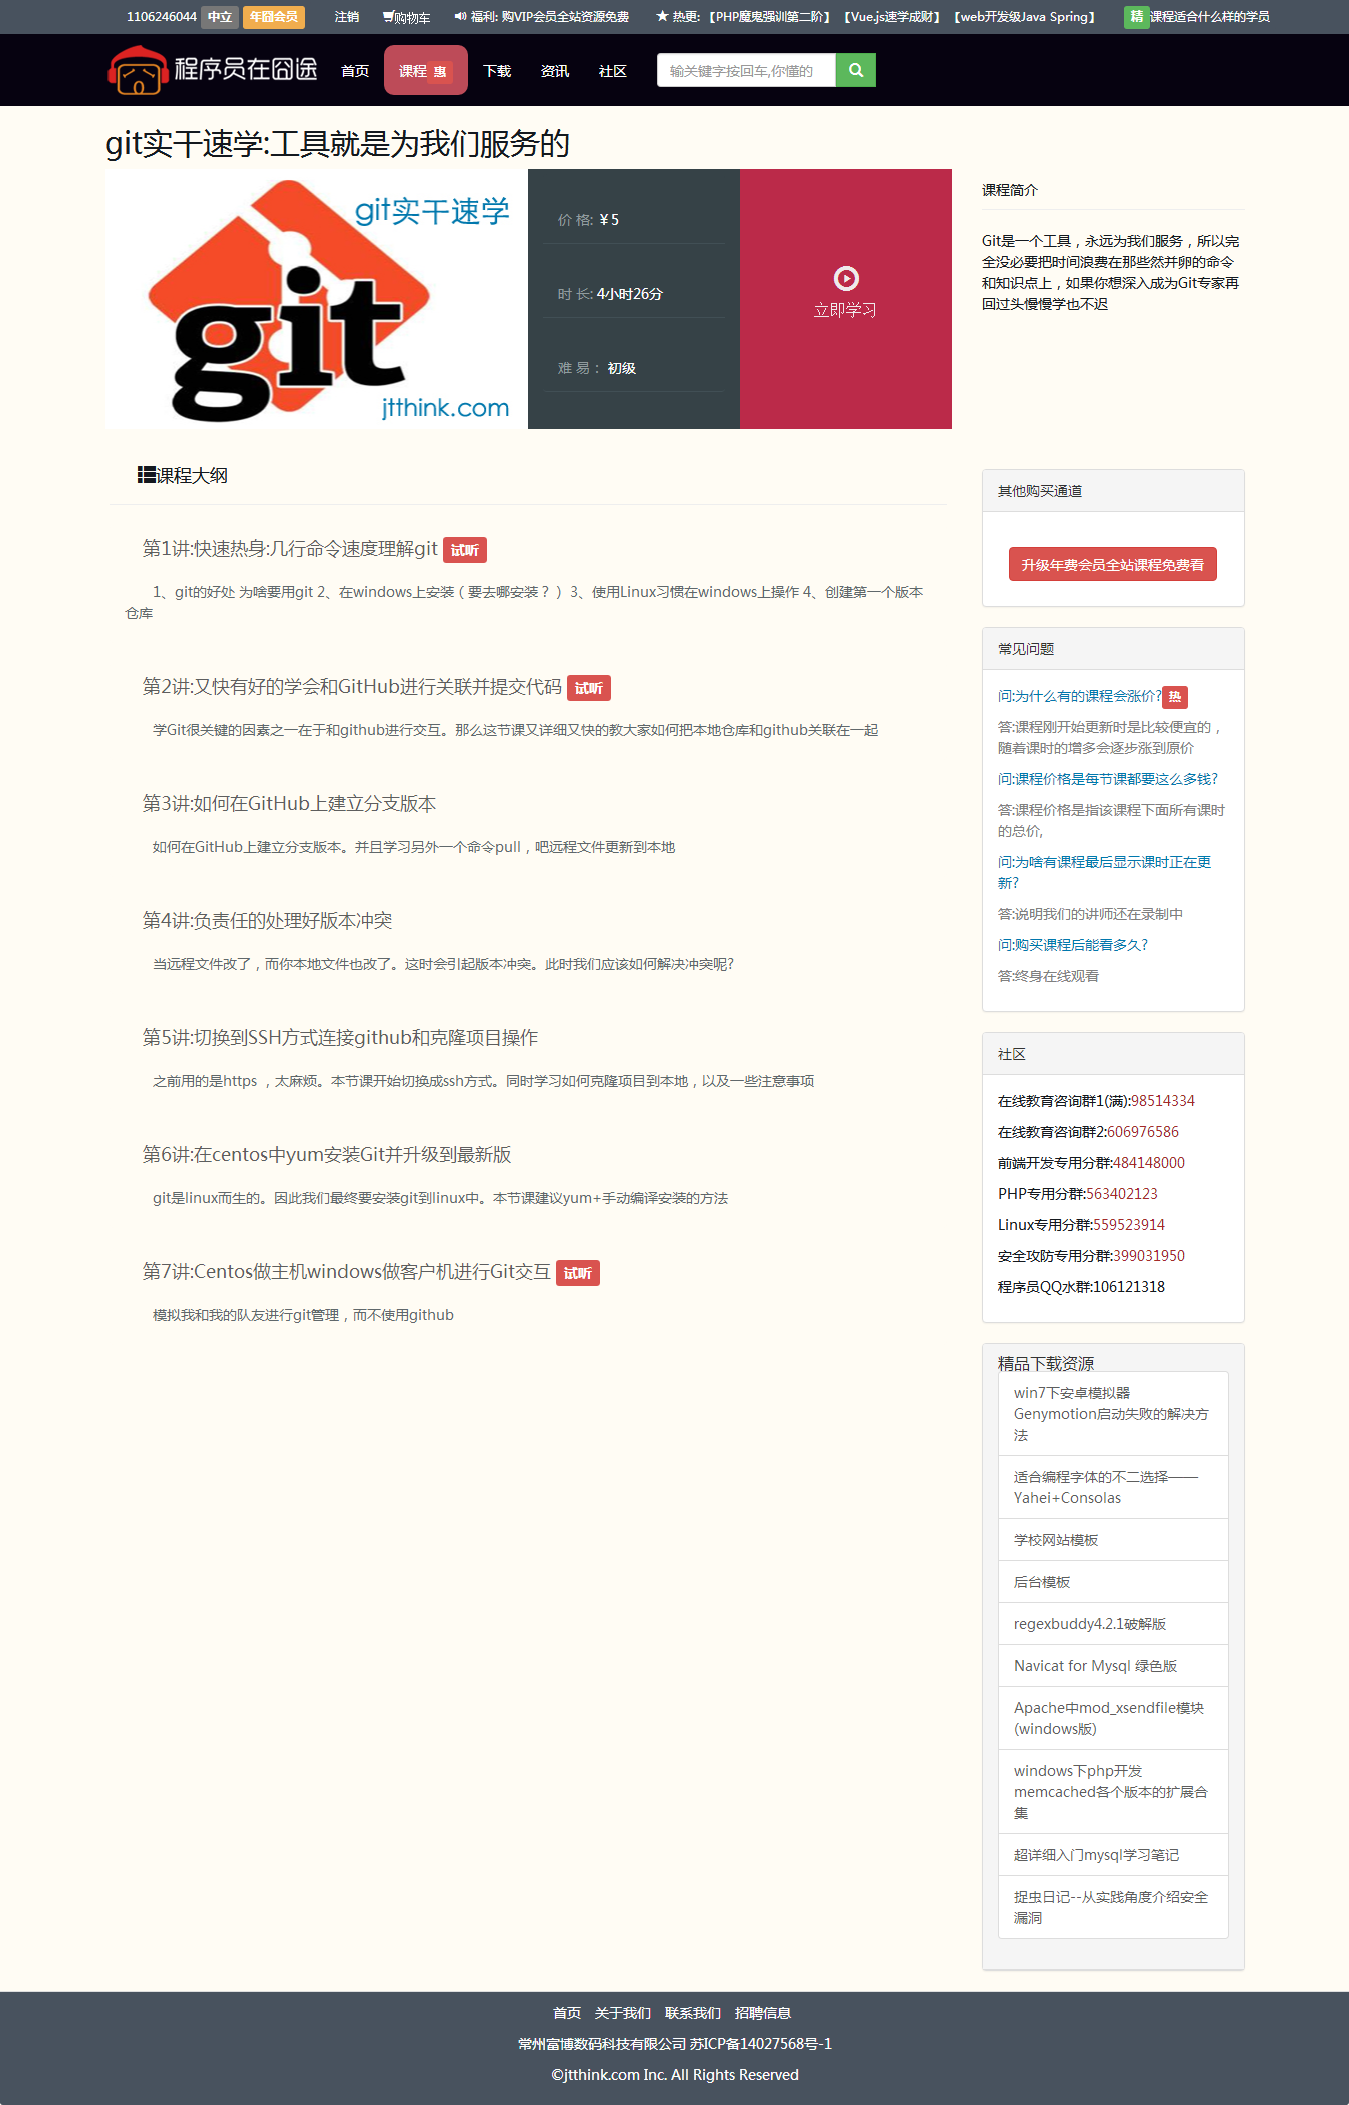 1106246044 中立 年囧会员 注销 购物车 福利: 购VIP会员全站资源免费 热更: 【PHP魔鬼强训第二阶】 【Vue.js速学成财】 【web开发级Java Spring】 精 课程适合什么样的学员
程序员在囧途 首页 课程 惠 下载 资讯 社区 输关键字按回车,你懂的
git实干速学:工具就是为我们服务的
git实干速学
git
jtthink.com
价 格: ¥5
时 长: 4小时26分
难 易： 初级
立即学习
课程简介
Git是一个工具，永远为我们服务，所以完
全没必要把时间浪费在那些然并卵的命令
和知识点上，如果你想深入成为Git专家再
回过头慢慢学也不迟
课程大纲
第1讲:快速热身:几行命令速度理解git 试听
1、git的好处 为啥要用git 2、在windows上安装（要去哪安装？） 3、使用Linux习惯在windows上操作 4、创建第一个版本
仓库
第2讲:又快有好的学会和GitHub进行关联并提交代码 试听
学Git很关键的因素之一在于和github进行交互。那么这节课又详细又快的教大家如何把本地仓库和github关联在一起
第3讲:如何在GitHub上建立分支版本
如何在GitHub上建立分支版本。并且学习另外一个命令pull，吧远程文件更新到本地
第4讲:负责任的处理好版本冲突
当远程文件改了，而你本地文件也改了。这时会引起版本冲突。此时我们应该如何解决冲突呢?
第5讲:切换到SSH方式连接github和克隆项目操作
之前用的是https ，太麻烦。本节课开始切换成ssh方式。同时学习如何克隆项目到本地，以及一些注意事项
第6讲:在centos中yum安装Git并升级到最新版
git是linux而生的。因此我们最终要安装git到linux中。本节课建议yum+手动编译安装的方法
第7讲:Centos做主机windows做客户机进行Git交互 试听
模拟我和我的队友进行git管理，而不使用github
其他购买通道
升级年费会员全站课程免费看
常见问题
问:为什么有的课程会涨价? 热
答:课程刚开始更新时是比较便宜的，
随着课时的增多会逐步涨到原价
问:课程价格是每节课都要这么多钱?
答:课程价格是指该课程下面所有课时
的总价,
问:为啥有课程最后显示课时正在更
新?
答:说明我们的讲师还在录制中
问:购买课程后能看多久?
答:终身在线观看
社区
在线教育咨询群1(满):98514334
在线教育咨询群2:606976586
前端开发专用分群:484148000
PHP专用分群:563402123
Linux专用分群:559523914
安全攻防专用分群:399031950
程序员QQ水群:106121318
精品下载资源
win7下安卓模拟器
Genymotion启动失败的解决方
法
适合编程字体的不二选择——
Yahei+Consolas
学校网站模板
后台模板
regexbuddy4.2.1破解版
Navicat for Mysql 绿色版
Apache中mod_xsendfile模块
(windows版)
windows下php开发
memcached各个版本的扩展合
集
超详细入门mysql学习笔记
捉虫日记--从实践角度介绍安全
漏洞
首页 关于我们 联系我们 招聘信息
常州富博数码科技有限公司 苏ICP备14027568号-1
©jtthink.com Inc. All Rights Reserved